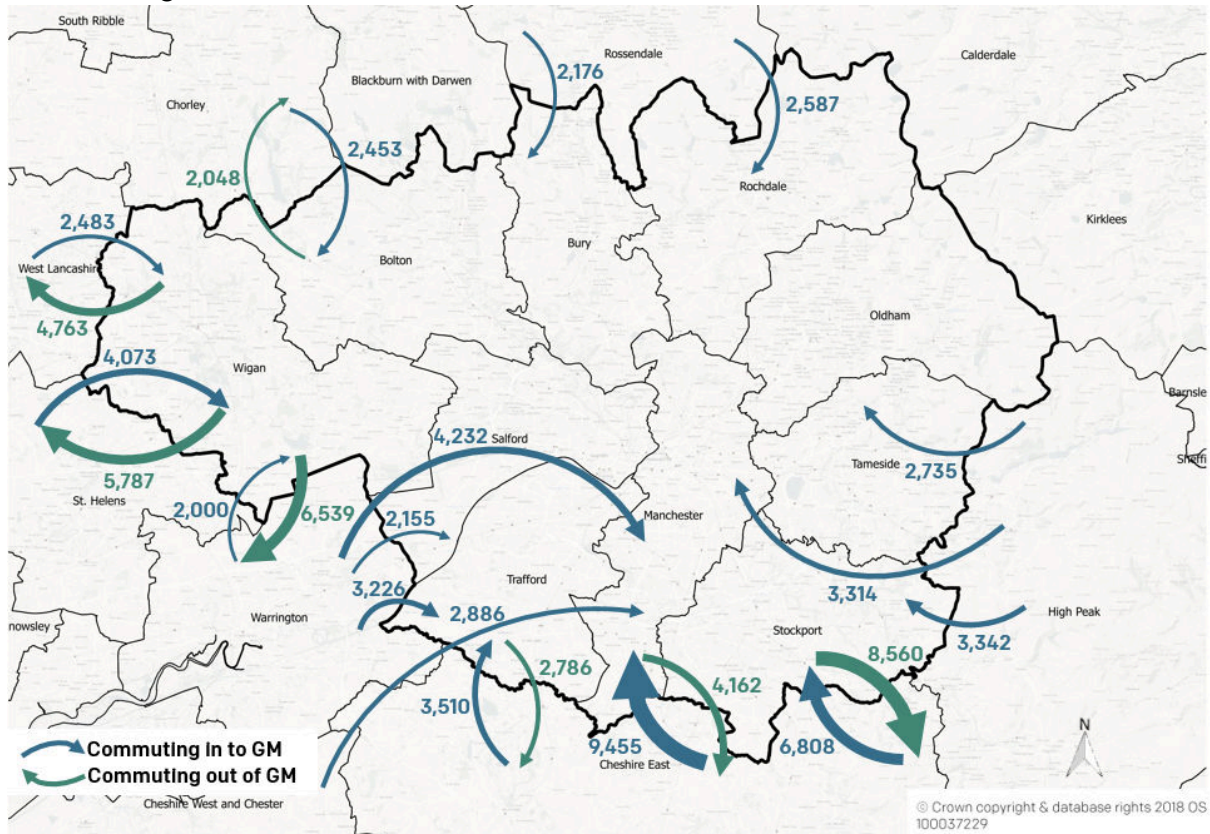 South Ribble
Rossendale
Calderdale
Blackburn with Darwen
2,176
Chorley
2,587
2,453
2,048
Rochdale
Kirklees
2,483
Bury
West Lancashir
Bolton
4,763
Oldham
4,073
Wigan
Barnsle
4,232
Salford
Sheffi
Tameside
2,735
5,787
St. Helens
2,000
6,539
2,155
Manchester
Trafford
3,226
3,314
2,886
High Peak
Warrington
nowsley
Stockport
3,342
2,786
8,560
4,162
3,510
N
9,455
6,808
Cheshire East
Commuting in to GM
Commuting out of GM
Cheshire West and Chester
© Crown copyright & database rights 2018 OS
100037229